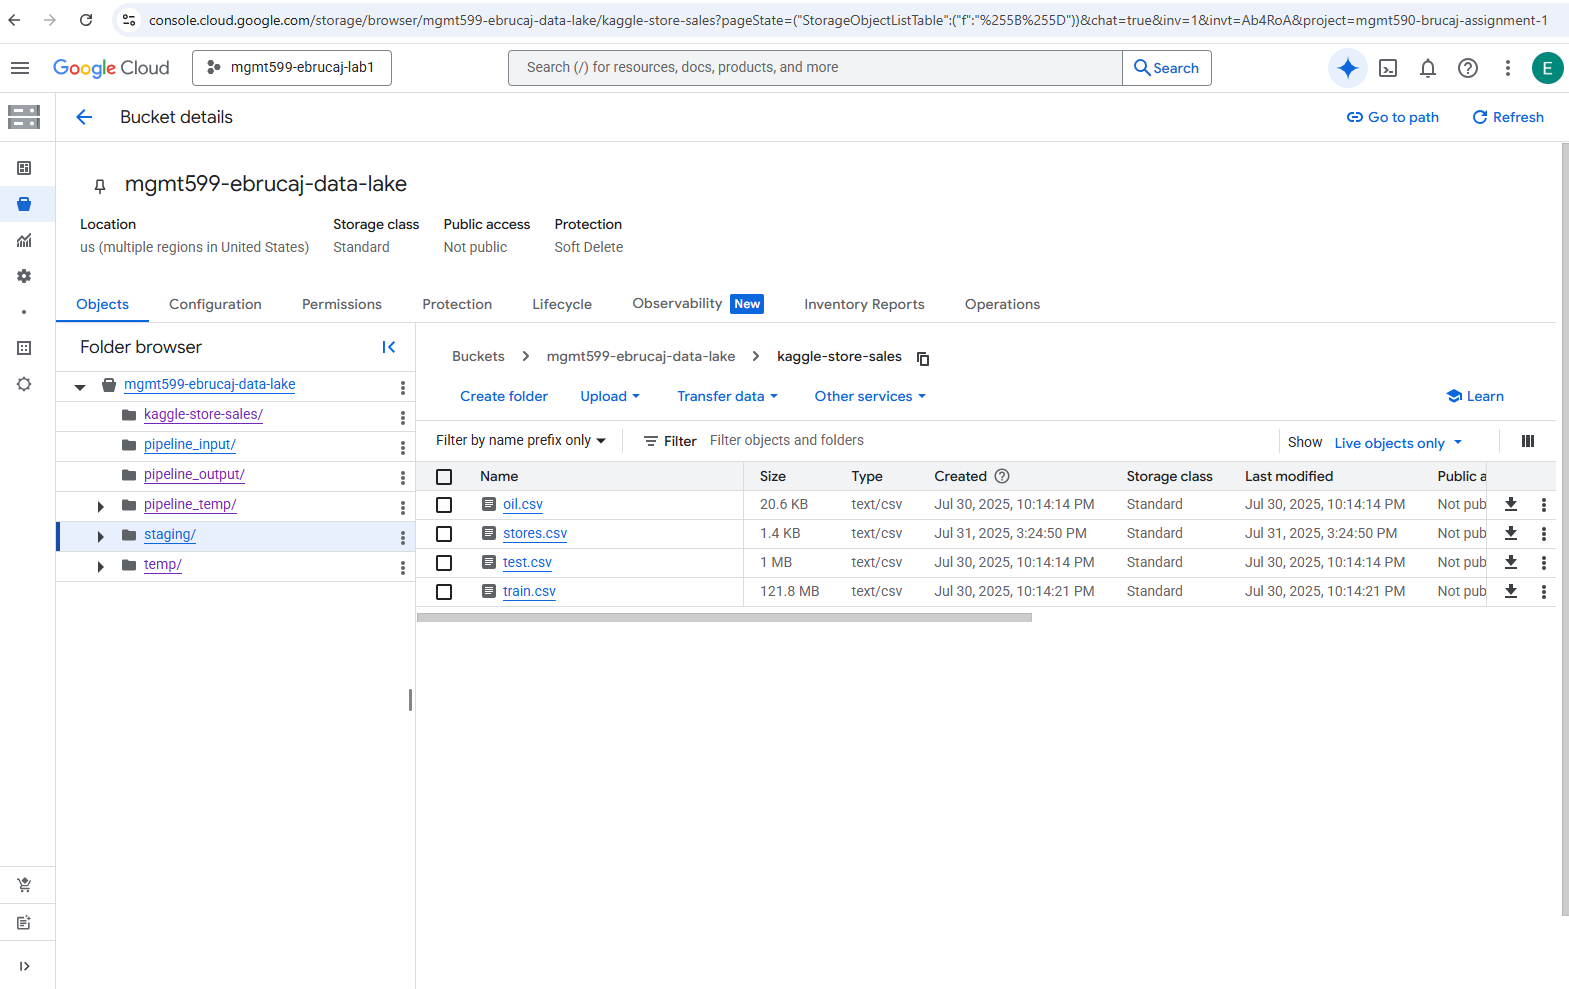 console.cloud.google.com/storage/browser/mgmt599-ebrucaj-data-lake/kaggle-store-sales?pageState=("StorageObjectListTable":("f":"%255B%255D"))&chat=true&inv=1&invt=Ab4RoA&project=mgmt590-brucaj-assignment-1
Google Cloud
mgmt599-ebrucaj-lab1
Search (/) for resources, docs, products, and more
Search
E
Bucket details
Go to path
Refresh
mgmt599-ebrucaj-data-lake
Location Storage class Public access Protection
us (multiple regions in United States) Standard Not public Soft Delete
Objects Configuration Permissions Protection Lifecycle Observability New Inventory Reports Operations
Folder browser
mgmt599-ebrucaj-data-lake
kaggle-store-sales/
pipeline_input/
pipeline_output/
pipeline_temp/
staging/
temp/
Buckets > mgmt599-ebrucaj-data-lake > kaggle-store-sales
Create folder Upload Transfer data Other services Learn
Filter by name prefix only Filter Filter objects and folders Show Live objects only
Name Size Type Created Storage class Last modified Public a
oil.csv 20.6 KB text/csv Jul 30, 2025, 10:14:14 PM Standard Jul 30, 2025, 10:14:14 PM Not pub
stores.csv 1.4 KB text/csv Jul 31, 2025, 3:24:50 PM Standard Jul 31, 2025, 3:24:50 PM Not pub
test.csv 1 MB text/csv Jul 30, 2025, 10:14:14 PM Standard Jul 30, 2025, 10:14:14 PM Not pub
train.csv 121.8 MB text/csv Jul 30, 2025, 10:14:21 PM Standard Jul 30, 2025, 10:14:21 PM Not pub